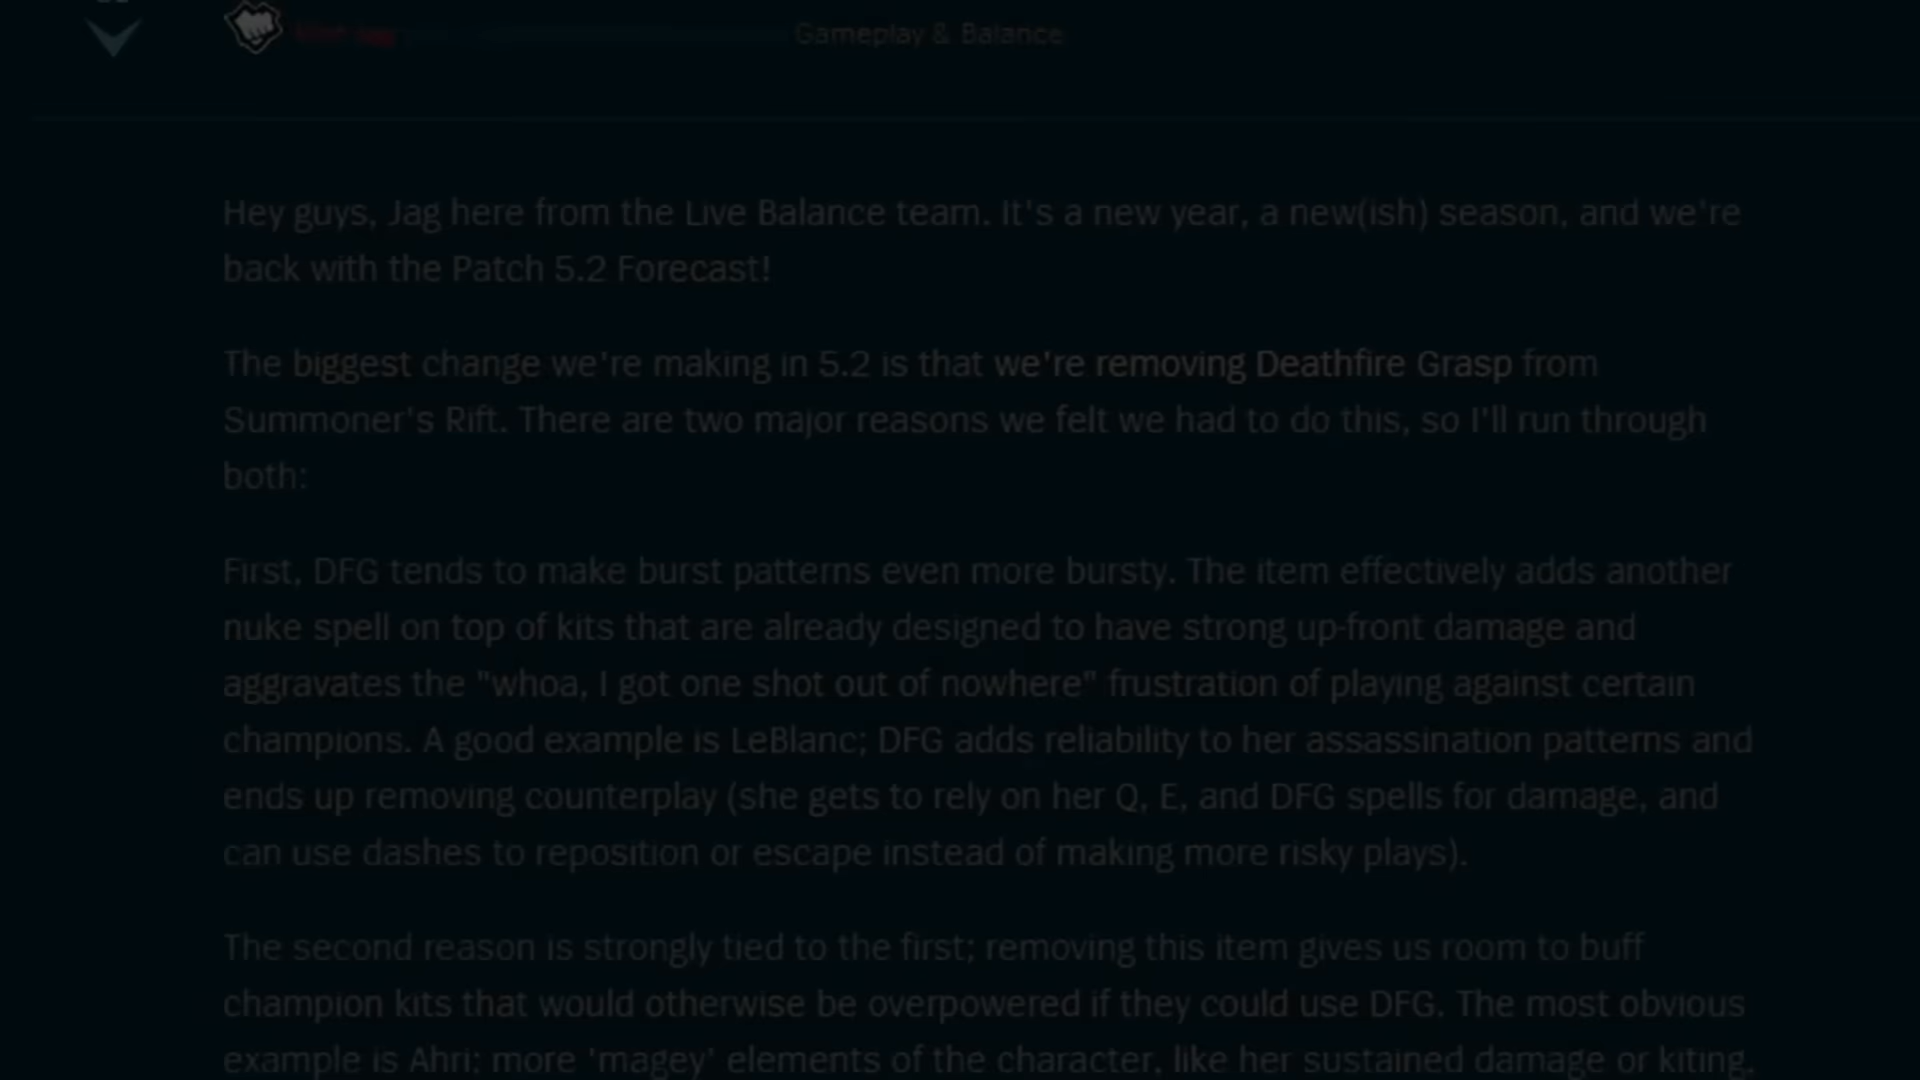 Gameplay & Balance
Hey guys, Jag here from the Live Balance team. It's a new year, a new(ish) season, and we're
back with the Patch 5.2 Forecast!
The biggest change we're making in 5.2 is that we're removing Deathfire Grasp from
Summoner's Rift. There are two major reasons we felt we had to do this, so I'll run through
both:
First, DFG tends to make burst patterns even more bursty. The item effectively adds another
nuke spell on top of kits that are already designed to have strong up-front damage and
aggravates the "whoa, I got one shot out of nowhere" frustration of playing against certain
champions. A good example is LeBlanc; DFG adds reliability to her assassination patterns and
ends up removing counterplay (she gets to rely on her Q, E, and DFG spells for damage, and
can use dashes to reposition or escape instead of making more risky plays).
The second reason is strongly tied to the first; removing this item gives us room to buff
champion kits that would otherwise be overpowered if they could use DFG. The most obvious
example is Ahri; more 'magey' elements of the character, like her sustained damage or kiting,